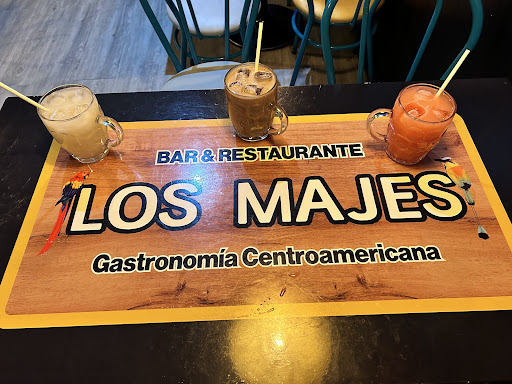 BAR & RESTAURANTE
LOS MAJES
Gastronomía Centroamericana